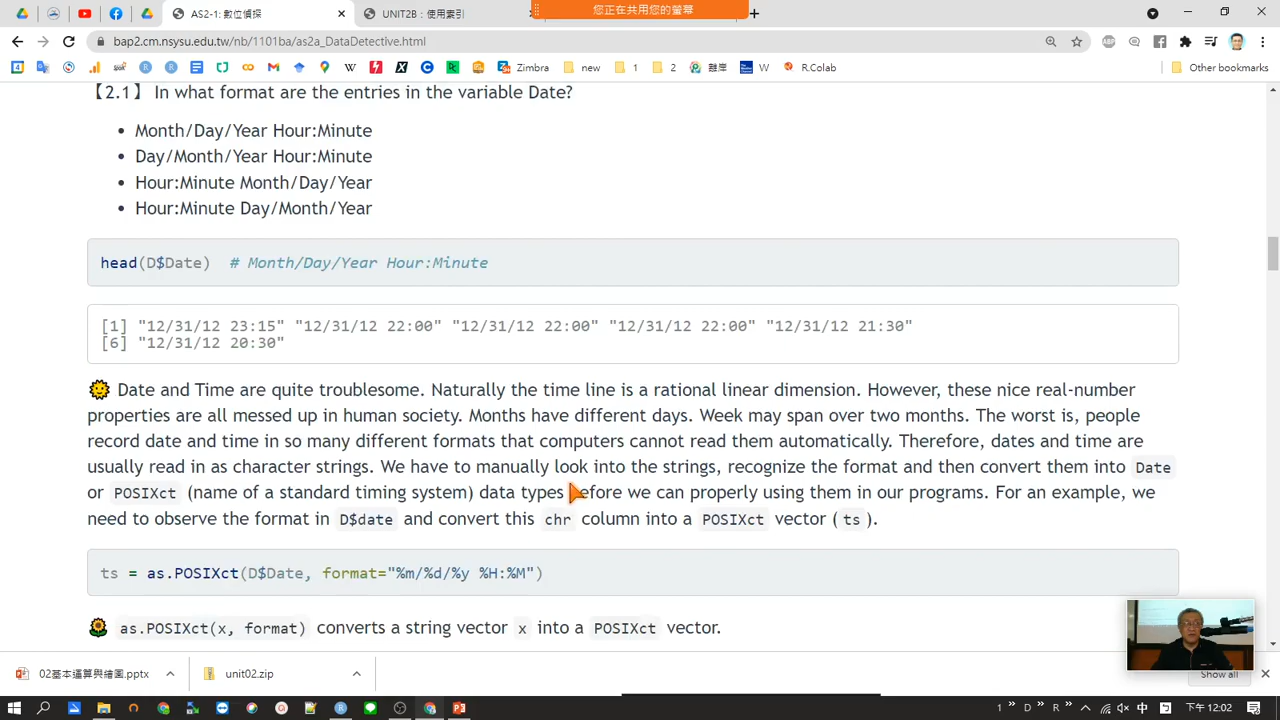 您正在共用您的螢幕
AS2-1: 數位偵探
UNIT2B：使用索引
bap2.cm.nsysu.edu.tw/nb/1101ba/as2a_DataDetective.html
Zimbra
new
1
2
離岸
W
R.Colab
Other bookmarks
【2.1】 In what format are the entries in the variable Date?
• Month/Day/Year Hour:Minute
• Day/Month/Year Hour:Minute
• Hour:Minute Month/Day/Year
• Hour:Minute Day/Month/Year
head(D$Date)  # Month/Day/Year Hour:Minute
[1] "12/31/12 23:15" "12/31/12 22:00" "12/31/12 22:00" "12/31/12 22:00" "12/31/12 21:30"
[6] "12/31/12 20:30"
Date and Time are quite troublesome. Naturally the time line is a rational linear dimension. However, these nice real-number
properties are all messed up in human society. Months have different days. Week may span over two months. The worst is, people
record date and time in so many different formats that computers cannot read them automatically. Therefore, dates and time are
usually read in as character strings. We have to manually look into the strings, recognize the format and then convert them into Date
or POSIXct (name of a standard timing system) data types before we can properly using them in our programs. For an example, we
need to observe the format in D$date and convert this chr column into a POSIXct vector ( ts ).
ts = as.POSIXct(D$Date, format="%m/%d/%y %H:%M")
as.POSIXct(x, format) converts a string vector x into a POSIXct vector.
02基本運算與繪圖.pptx
unit02.zip
Show all
1
D
R
中
下午 12:02